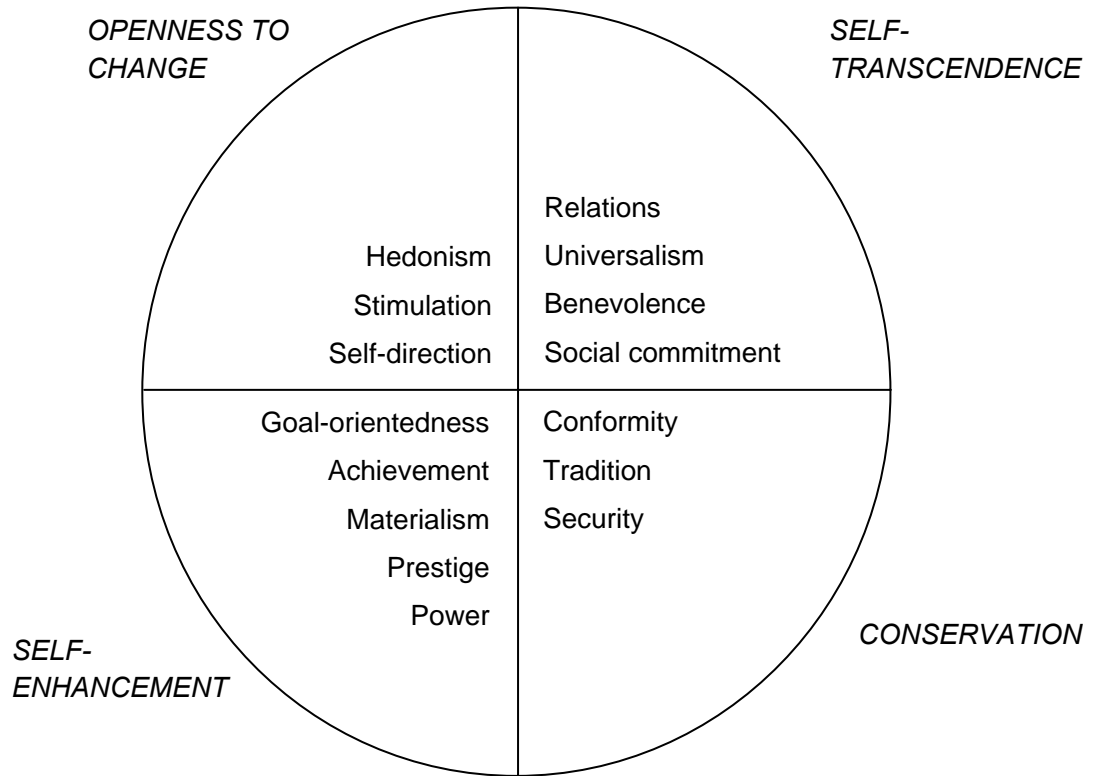 OPENNESS TO
CHANGE
SELF-
TRANSCENDENCE
Hedonism
Stimulation
Self-direction
Relations
Universalism
Benevolence
Social commitment
Goal-orientedness
Achievement
Materialism
Prestige
Power
Conformity
Tradition
Security
SELF-
ENHANCEMENT
CONSERVATION